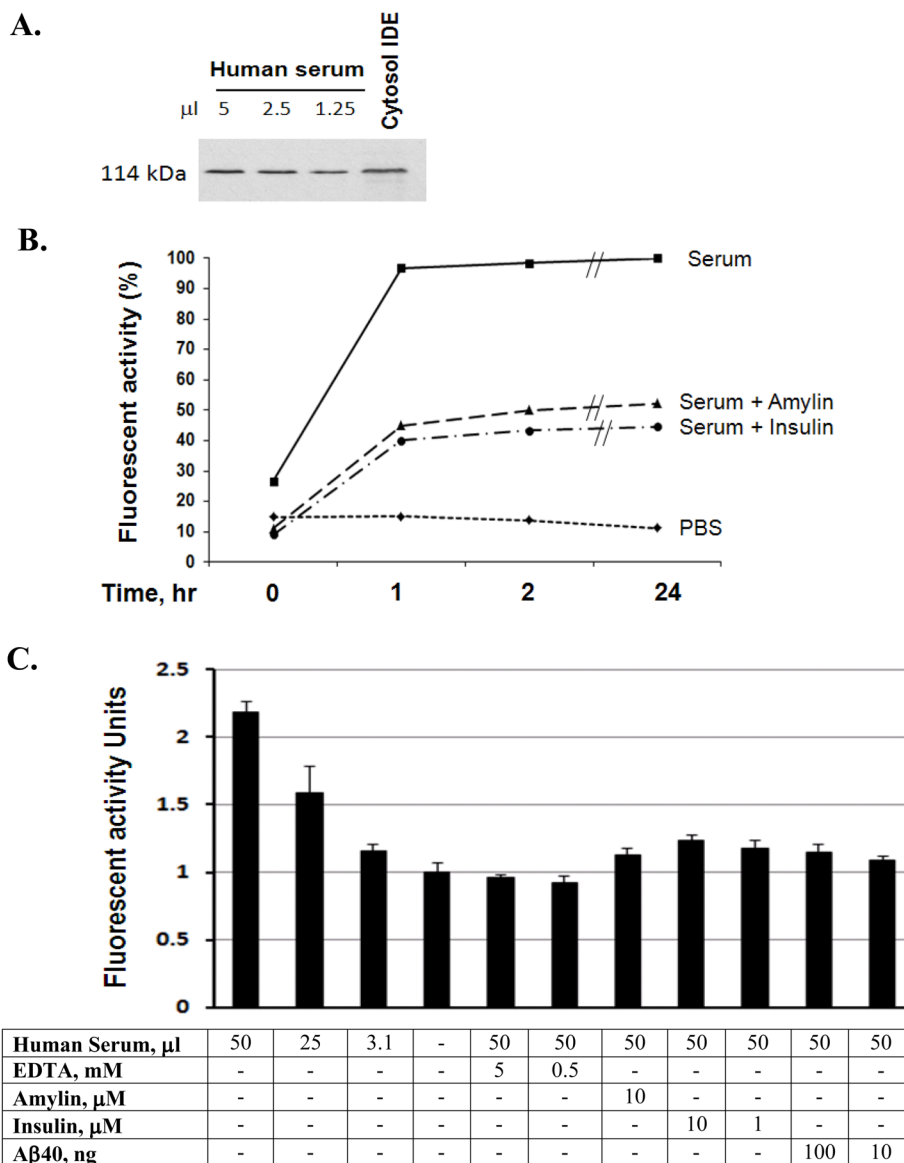 A.
Human serum
Cytosol IDE
µl 5 2.5 1.25
114 kDa
B.
Fluorescent activity (%)
100
90
80
70
60
50
40
30
20
10
0
Serum
Serum + Amylin
Serum + Insulin
PBS
Time, hr 0 1 2 24
C.
Fluorescent activity Units
2.5
2
1.5
1
0.5
0
Human Serum, µl 50 25 3.1 - 50 50 50 50 50 50 50
EDTA, mM - - - - 5 0.5 - - - - -
Amylin, µM - - - - - - 10 - - - -
Insulin, µM - - - - - - - 10 1 - -
Aβ40, ng - - - - - - - - - 100 10